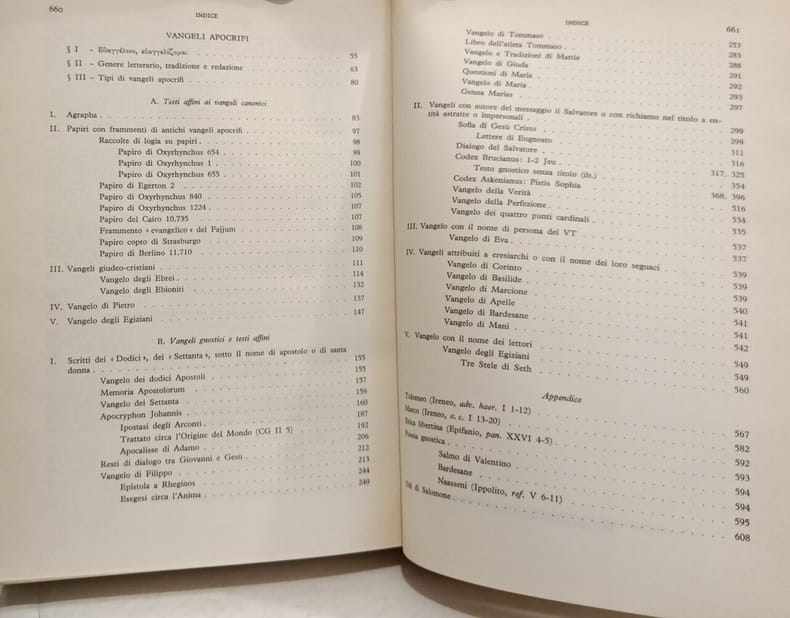 660
INDICE
VANGELI APOCRIFI
§ I - Εὐαγγέλιον, εὐαγγελίζομαι . . . 55
§ II - Genere letterario, tradizione e redazione . . . 63
§ III - Tipi di vangeli apocrifi . . . 80
A. Testi affini ai vangeli canonici
I. Agrapha . . . 83
II. Papiri con frammenti di antichi vangeli apocrifi . . . 97
Raccolte di logia su papiri . . . 98
Papiro di Oxyrhynchus 654 . . . 99
Papiro di Oxyrhynchus 1 . . . 100
Papiro di Oxyrhynchus 655 . . . 101
Papiro di Egerton 2 . . . 102
Papiro di Oxyrhynchus 840 . . . 105
Papiro di Oxyrhynchus 1224 . . . 107
Papiro del Cairo 10.735 . . . 107
Frammento « evangelico » del Fajjum . . . 108
Papiro copto di Strasburgo . . . 109
Papiro di Berlino 11.710 . . . 110
III. Vangeli giudeo-cristiani . . . 111
Vangelo degli Ebrei . . . 114
Vangelo degli Ebioniti . . . 132
IV. Vangelo di Pietro . . . 137
V. Vangelo degli Egiziani . . . 147
B. Vangeli gnostici e testi affini
I. Scritti dei « Dodici », dei « Settanta », sotto il nome di apostolo o di santa
donna . . . 155
Vangelo dei dodici Apostoli . . . 155
Memoria Apostolorum . . . 157
Vangelo dei Settanta . . . 159
Apocryphon Johannis . . . 160
Ipostasi degli Arconti . . . 187
Trattato circa l'Origine del Mondo (CG II 5) . . . 192
Apocalisse di Adamo . . . 206
Resti di dialogo tra Giovanni e Gesù . . . 212
Vangelo di Filippo . . . 213
Epistola a Rheginos . . . 244
Esegesi circa l'Anima . . . 249
INDICE
661
Vangelo di Tommaso . . . 253
Libro dell'atleta Tommaso . . . 283
Vangelo e Tradizioni di Mattia . . . 288
Vangelo di Giuda . . . 291
Questioni di Maria . . . 292
Vangelo di Maria . . . 293
Genna Marias . . . 297
II. Vangeli con autore del messaggio il Salvatore o con richiamo nel titolo a en-
tità astratte o impersonali . . . 299
Sofia di Gesù Cristo . . . 299
Lettere di Eugnosto . . . 311
Dialogo del Salvatore . . . 316
Codex Brucianus: 1-2 Jeu . . . 317, 325
Testo gnostico senza titolo (ib.) . . . 354
Codex Askenianus: Pistis Sophia . . . 368, 396
Vangelo della Verità . . . 516
Vangelo della Perfezione . . . 534
Vangelo dei quattro punti cardinali . . . 535
III. Vangelo con il nome di persona del VT . . . 537
Vangelo di Eva . . . 537
IV. Vangeli attribuiti a eresiarchi o con il nome dei loro seguaci . . . 539
Vangelo di Corinto . . . 539
Vangelo di Basilide . . . 539
Vangelo di Marcione . . . 540
Vangelo di Apelle . . . 541
Vangelo di Bardesane . . . 541
Vangelo di Mani . . . 542
V. Vangelo con il nome dei lettori . . . 549
Vangelo degli Egiziani . . . 549
Tre Stele di Seth . . . 560
Appendice
Tolomeo (Ireneo, adv. haer. I 1-12) . . . 567
Marco (Ireneo, o. c. I 13-20) . . . 582
Etica libertina (Epifanio, pan. XXVI 4-5) . . . 592
Poesia gnostica . . . 593
Salmo di Valentino . . . 594
Bardesane . . . 594
Naasseni (Ippolito, ref. V 6-11) . . . 595
Odi di Salomone . . . 608